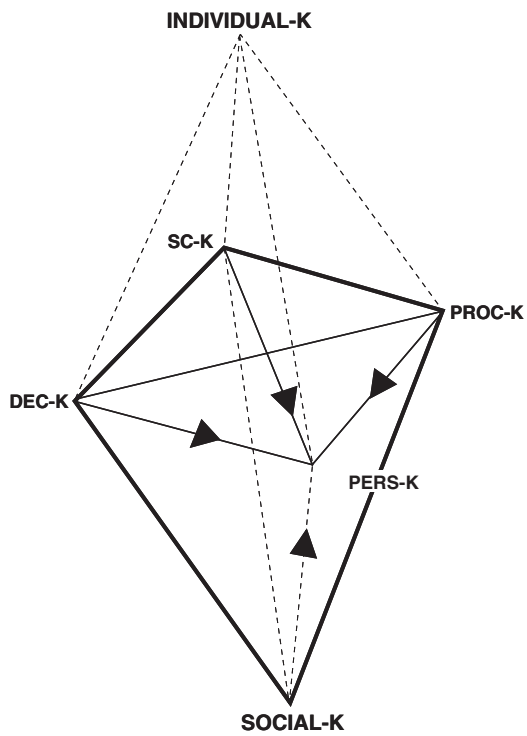 INDIVIDUAL-K
SC-K
PROC-K
DEC-K
PERS-K
SOCIAL-K